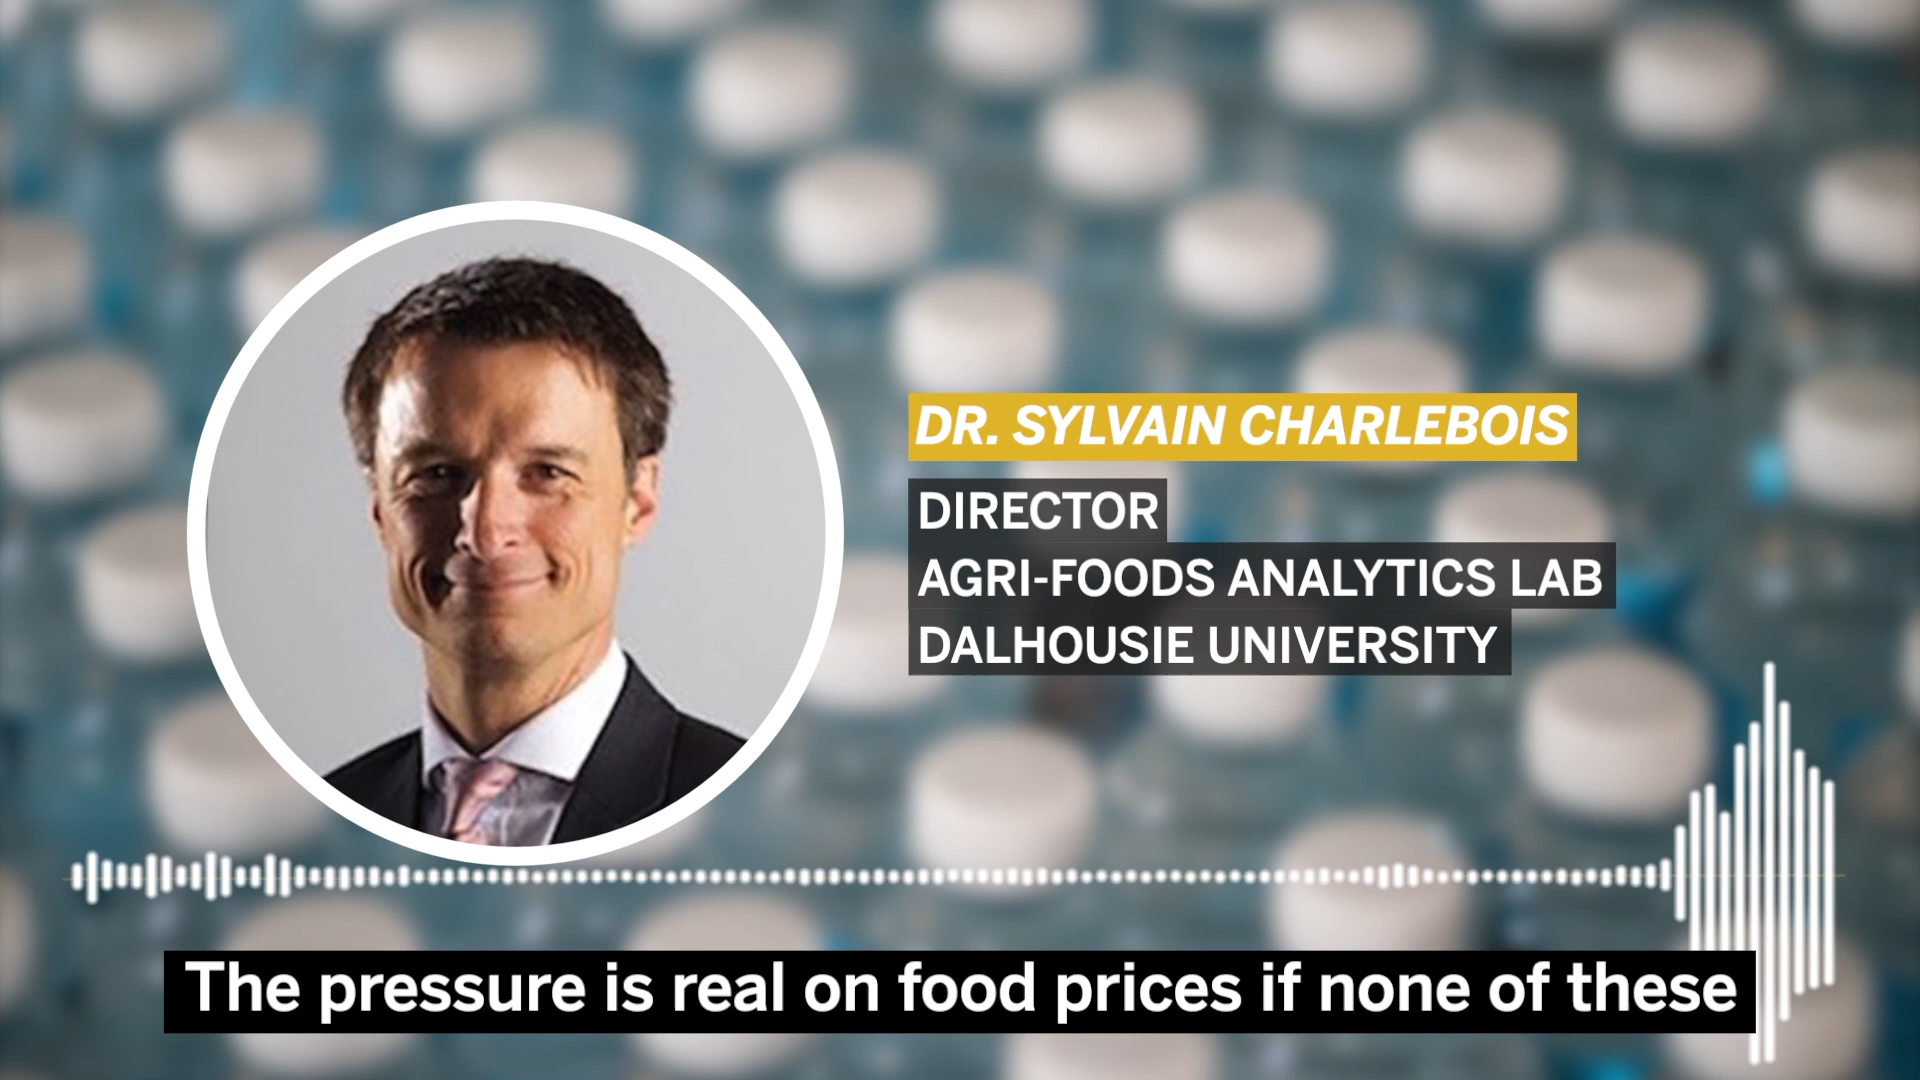 DR. SYLVAIN CHARLEBOIS
DIRECTOR
AGRI-FOODS ANALYTICS LAB
DALHOUSIE UNIVERSITY
The pressure is real on food prices if none of these